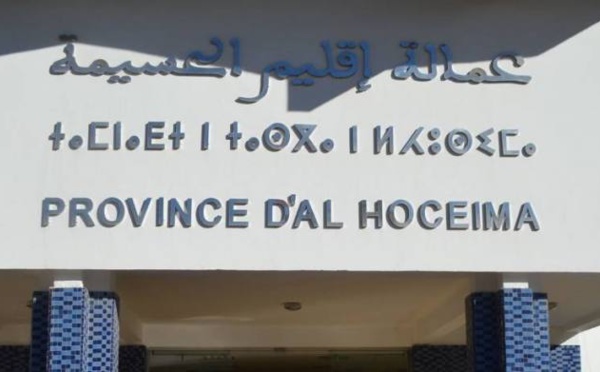 عمالة إقليم الحسيمة
ⵜⴰⵎⵏⴰⴹⵜ ⵏ ⵜⴰⵙⴳⴰ ⵏ ⵍⵃⵓⵙⵉⵎⴰ
PROVINCE D'AL HOCEIMA